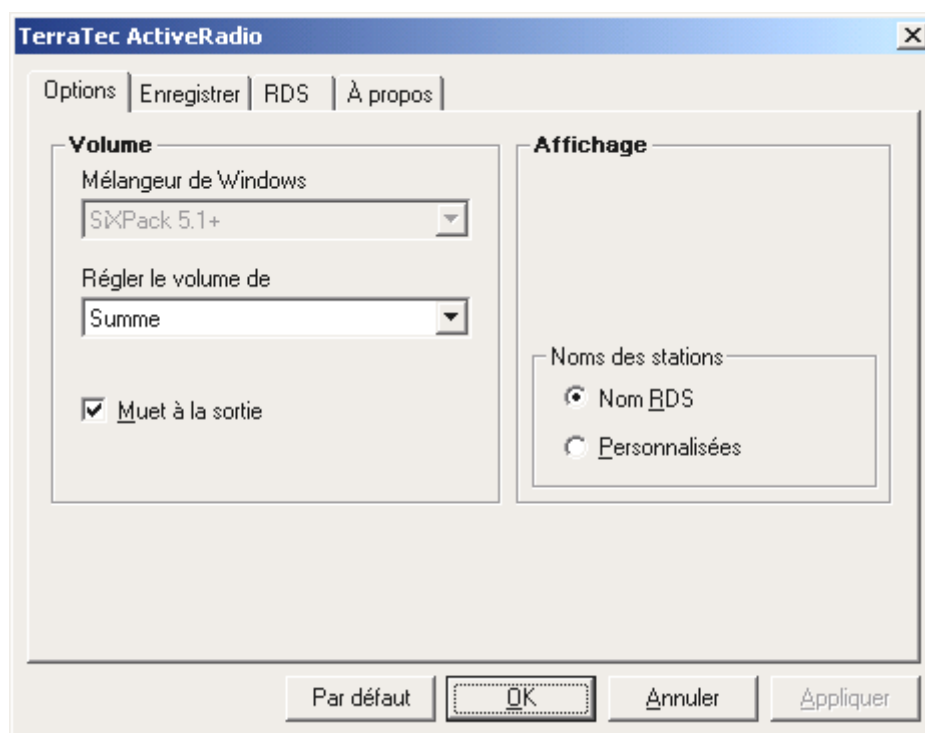 TerraTec ActiveRadio
Options Enregistrer RDS À propos
Volume
Mélangeur de Windows
SiXPack 5.1+
Régler le volume de
Summe
Muet à la sortie
Affichage
Noms des stations
Nom RDS
Personnalisées
Par défaut OK Annuler Appliquer